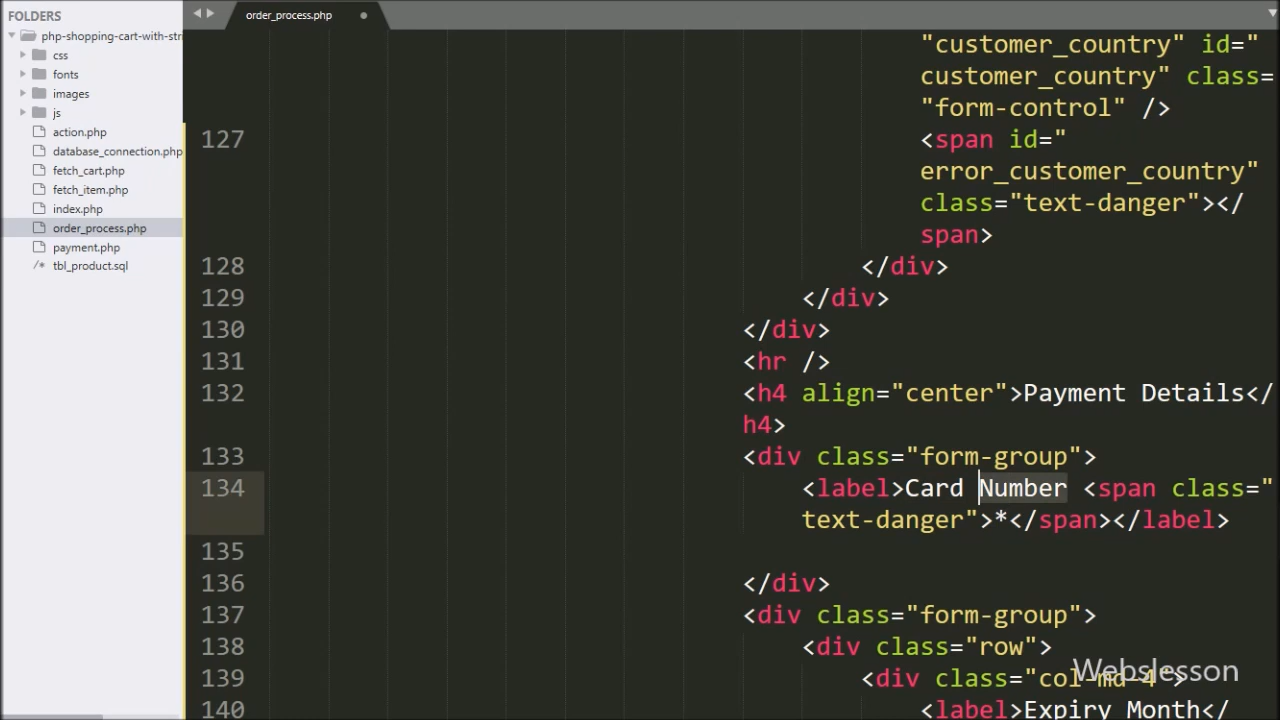 FOLDERS
php-shopping-cart-with-str
css
fonts
images
js
action.php
database_connection.php
fetch_cart.php
fetch_item.php
index.php
order_process.php
payment.php
/* tbl_product.sql
order_process.php
"customer_country" id="
customer_country" class=
"form-control" />
127 <span id="
error_customer_country"
class="text-danger"></
span>
128 </div>
129 </div>
130 </div>
131 <hr />
132 <h4 align="center">Payment Details</
h4>
133 <div class="form-group">
134 <label>Card Number <span class="
text-danger">*</span></label>
135
136 </div>
137 <div class="form-group">
138 <div class="row">
139 <div class="col-md-4">
140 <label>Expiry Month</
Webslesson